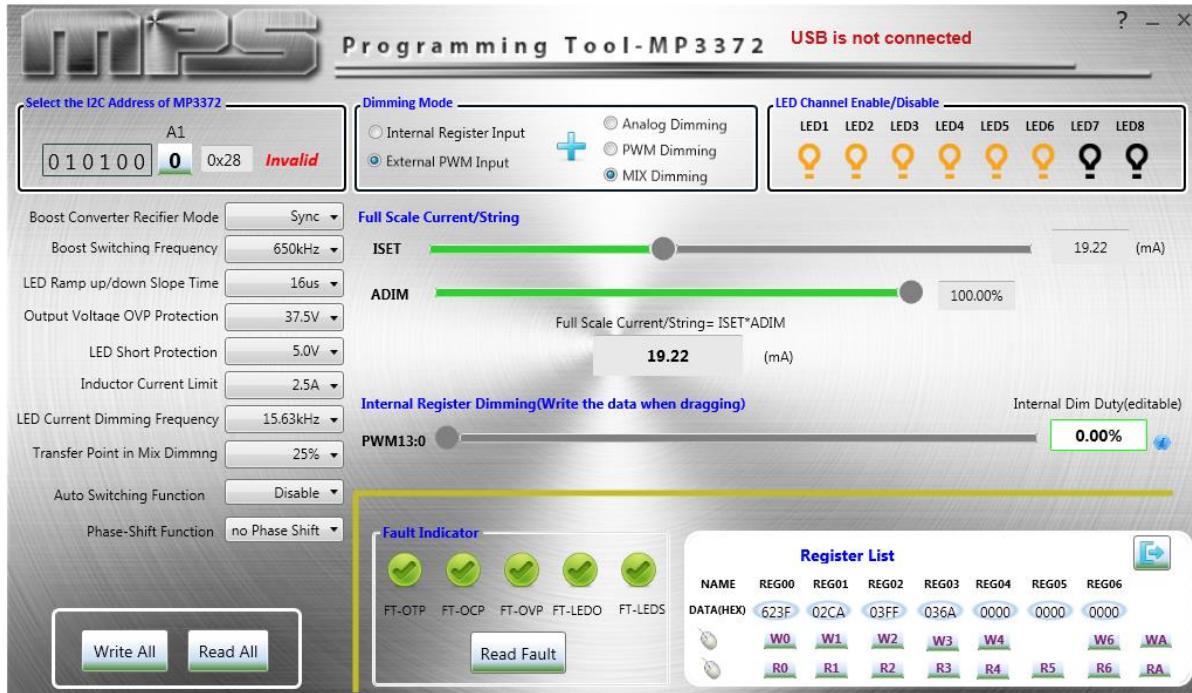 mps
Programming Tool-MP3372
USB is not connected
? – ×
Select the I2C Address of MP3372
A1
010100 0 0x28 Invalid
Dimming Mode
Internal Register Input
External PWM Input
Analog Dimming
PWM Dimming
MIX Dimming
LED Channel Enable/Disable
LED1 LED2 LED3 LED4 LED5 LED6 LED7 LED8
Boost Converter Recifier Mode Sync
Boost Switching Frequency 650kHz
LED Ramp up/down Slope Time 16us
Output Voltage OVP Protection 37.5V
LED Short Protection 5.0V
Inductor Current Limit 2.5A
LED Current Dimming Frequency 15.63kHz
Transfer Point in Mix Dimmng 25%
Auto Switching Function Disable
Phase-Shift Function no Phase Shift
Write All Read All
Full Scale Current/String
ISET 19.22 (mA)
ADIM 100.00%
Full Scale Current/String= ISET*ADIM
19.22 (mA)
Internal Register Dimming(Write the data when dragging)
Internal Dim Duty(editable)
PWM13:0 0.00%
Fault Indicator
FT-OTP FT-OCP FT-OVP FT-LEDO FT-LEDS
Read Fault
Register List
NAME REG00 REG01 REG02 REG03 REG04 REG05 REG06
DATA(HEX) 623F 02CA 03FF 036A 0000 0000 0000
W0 W1 W2 W3 W4 W6 WA
R0 R1 R2 R3 R4 R5 R6 RA